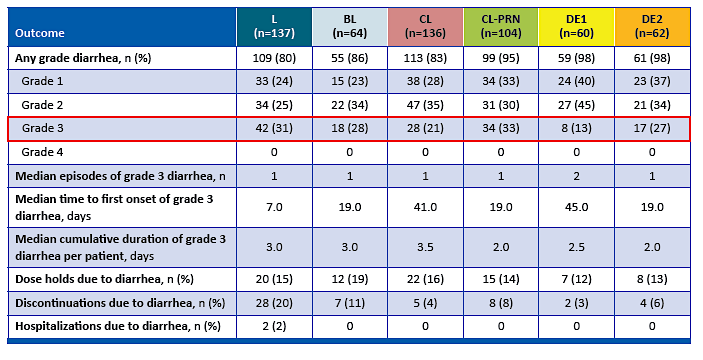 Outcome L (n=137) BL (n=64) CL (n=136) CL-PRN (n=104) DE1 (n=60) DE2 (n=62)
Any grade diarrhea, n (%) 109 (80) 55 (86) 113 (83) 99 (95) 59 (98) 61 (98)
Grade 1 33 (24) 15 (23) 38 (28) 34 (33) 24 (40) 23 (37)
Grade 2 34 (25) 22 (34) 47 (35) 31 (30) 27 (45) 21 (34)
Grade 3 42 (31) 18 (28) 28 (21) 34 (33) 8 (13) 17 (27)
Grade 4 0 0 0 0 0 0
Median episodes of grade 3 diarrhea, n 1 1 1 1 2 1
Median time to first onset of grade 3
diarrhea, days 7.0 19.0 41.0 19.0 45.0 19.0
Median cumulative duration of grade 3
diarrhea per patient, days 3.0 3.0 3.5 2.0 2.5 2.0
Dose holds due to diarrhea, n (%) 20 (15) 12 (19) 22 (16) 15 (14) 7 (12) 8 (13)
Discontinuations due to diarrhea, n (%) 28 (20) 7 (11) 5 (4) 8 (8) 2 (3) 4 (6)
Hospitalizations due to diarrhea, n (%) 2 (2) 0 0 0 0 0